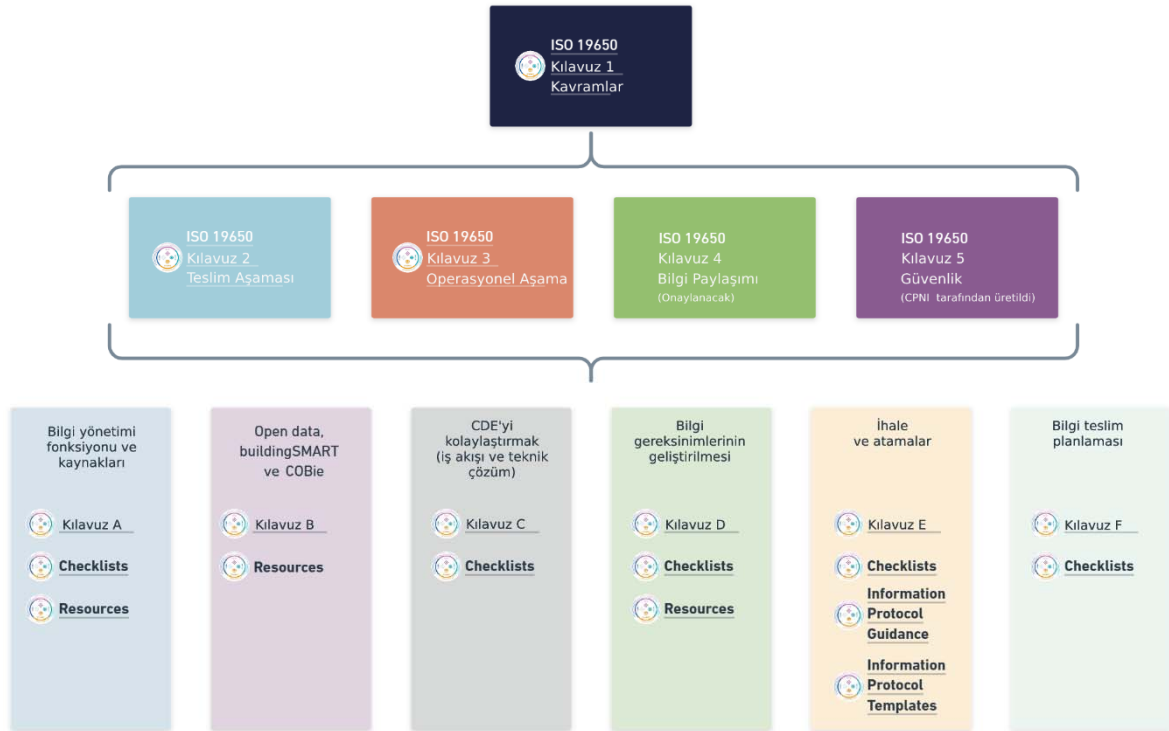 ISO 19650
Kılavuz 1
Kavramlar
ISO 19650
Kılavuz 2
Teslim Aşaması
ISO 19650
Kılavuz 3
Operasyonel Aşama
ISO 19650
Kılavuz 4
Bilgi Paylaşımı
(Onaylanacak)
ISO 19650
Kılavuz 5
Güvenlik
(CPNI tarafından üretildi)
Bilgi yönetimi
fonksiyonu ve
kaynakları
Kılavuz A
Checklists
Resources
Open data,
buildingSMART
ve COBie
Kılavuz B
Resources
CDE'yi
kolaylaştırmak
(iş akışı ve teknik
çözüm)
Kılavuz C
Checklists
Bilgi
gereksinimlerinin
geliştirilmesi
Kılavuz D
Checklists
Resources
İhale
ve atamalar
Kılavuz E
Checklists
Information
Protocol
Guidance
Information
Protocol
Templates
Bilgi teslim
planlaması
Kılavuz F
Checklists